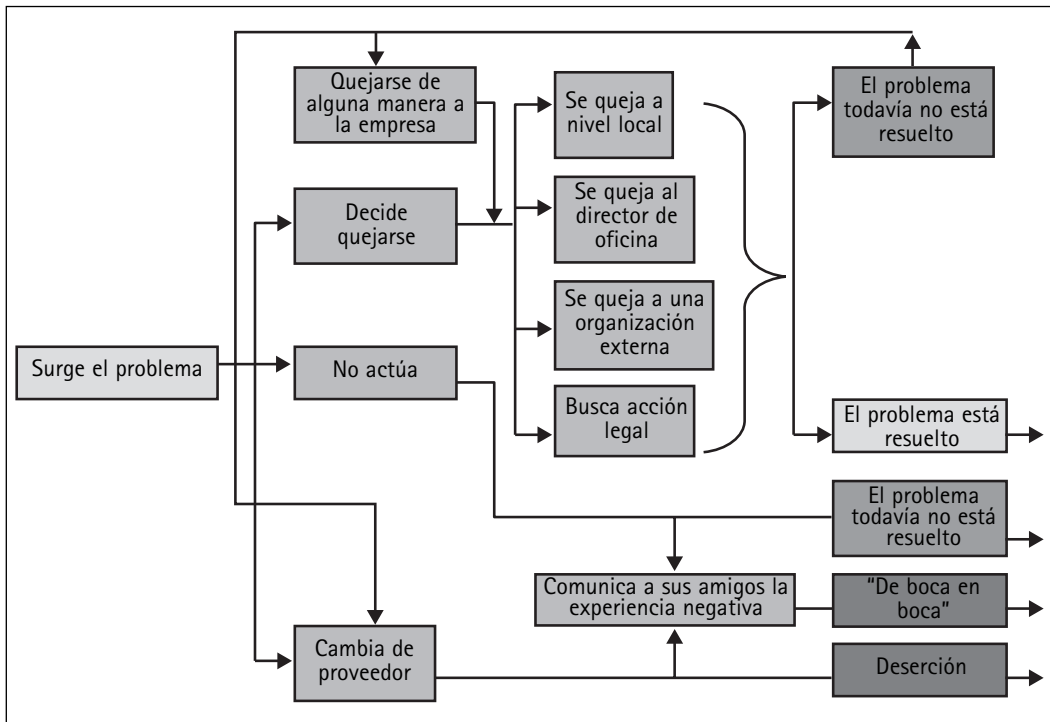 Quejarse de
alguna manera a
la empresa
Se queja a
nivel local
El problema
todavía no está
resuelto
Decide
quejarse
Se queja al
director de
oficina
Se queja a una
organización
externa
Surge el problema
No actúa
Busca acción
legal
El problema está
resuelto
El problema
todavía no está
resuelto
Comunica a sus amigos la
experiencia negativa
"De boca en
boca"
Cambia de
proveedor
Deserción